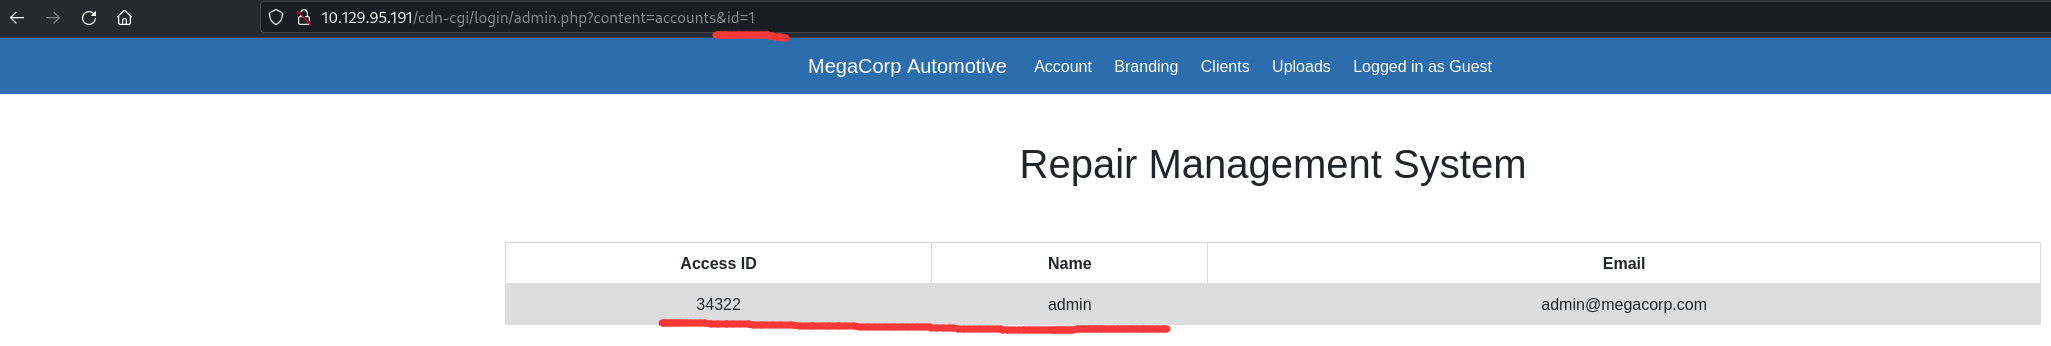 10.129.95.191/cdn-cgi/login/admin.php?content=accounts&id=1
MegaCorp Automotive Account Branding Clients Uploads Logged in as Guest
Repair Management System
Access ID Name Email
34322 admin admin@megacorp.com